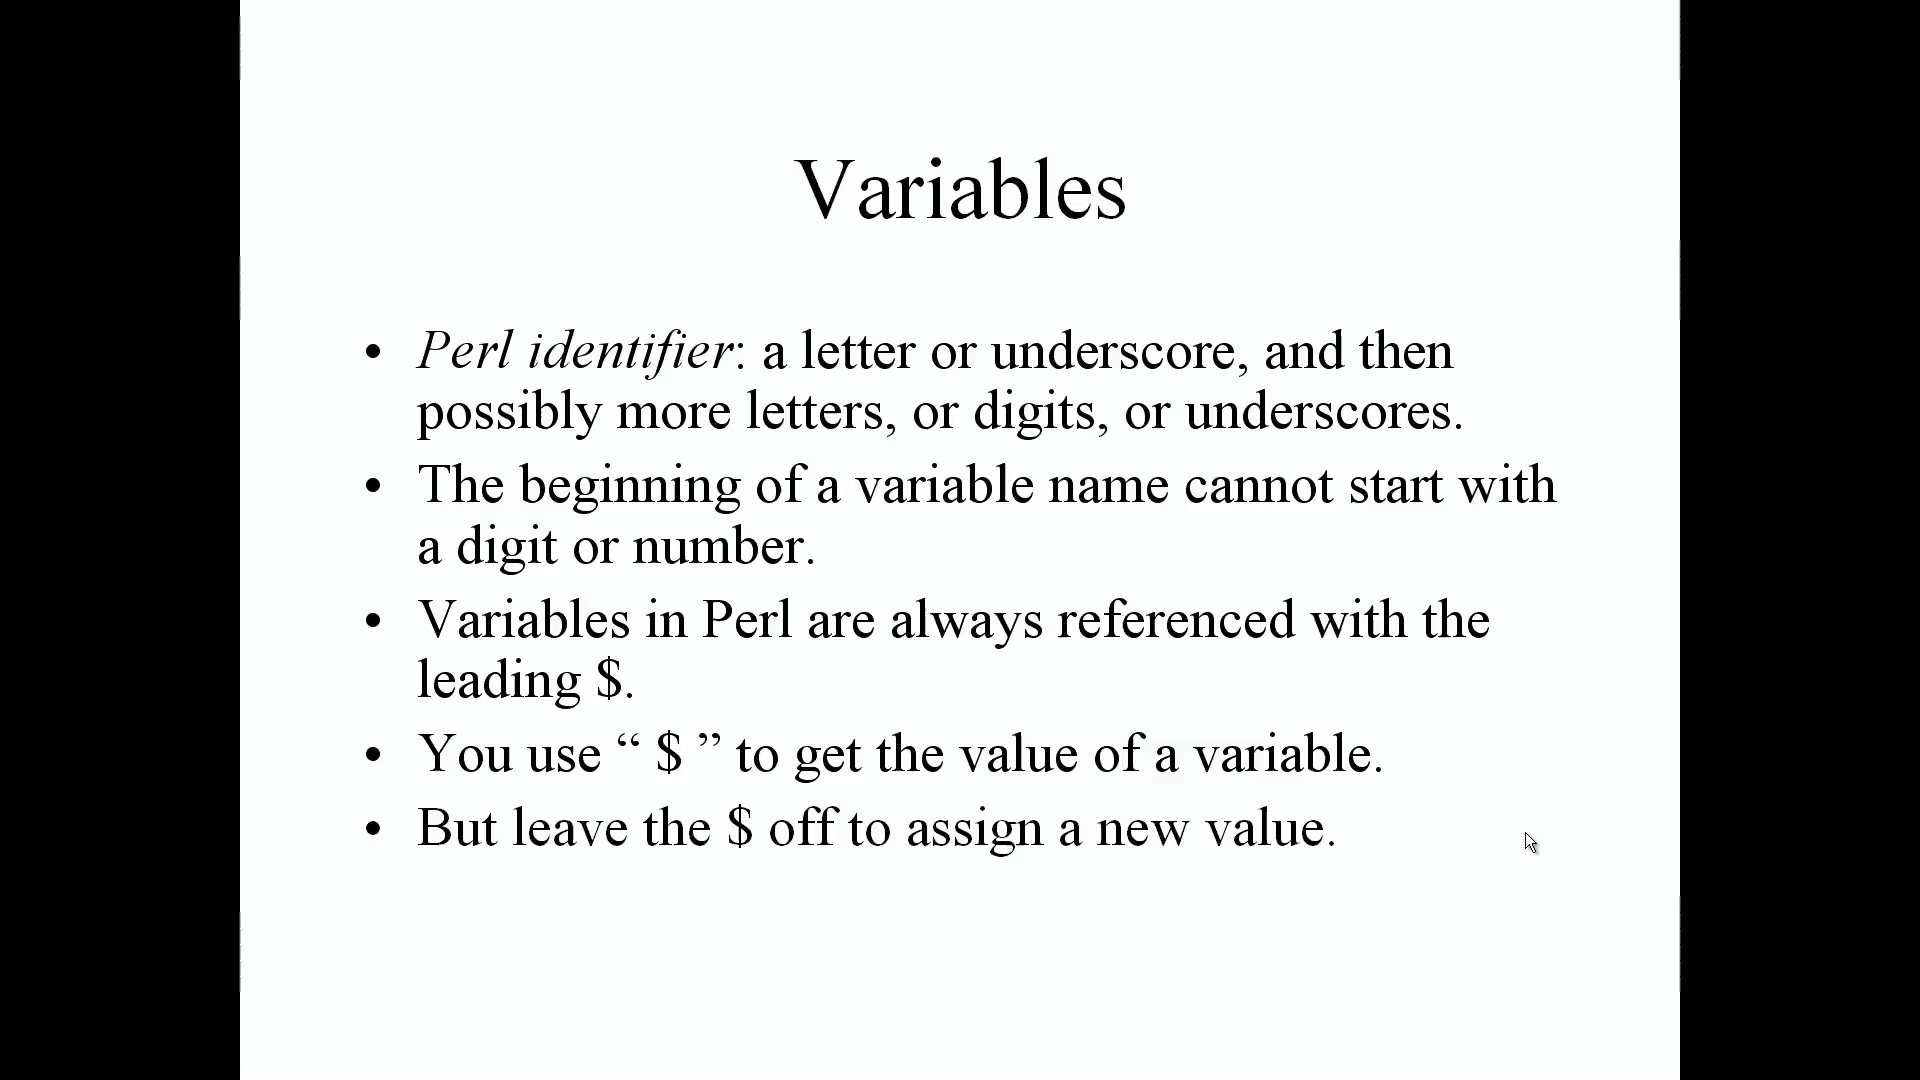 Variables
• Perl identifier: a letter or underscore, and then
possibly more letters, or digits, or underscores.
• The beginning of a variable name cannot start with
a digit or number.
• Variables in Perl are always referenced with the
leading $.
• You use “ $ ” to get the value of a variable.
• But leave the $ off to assign a new value.